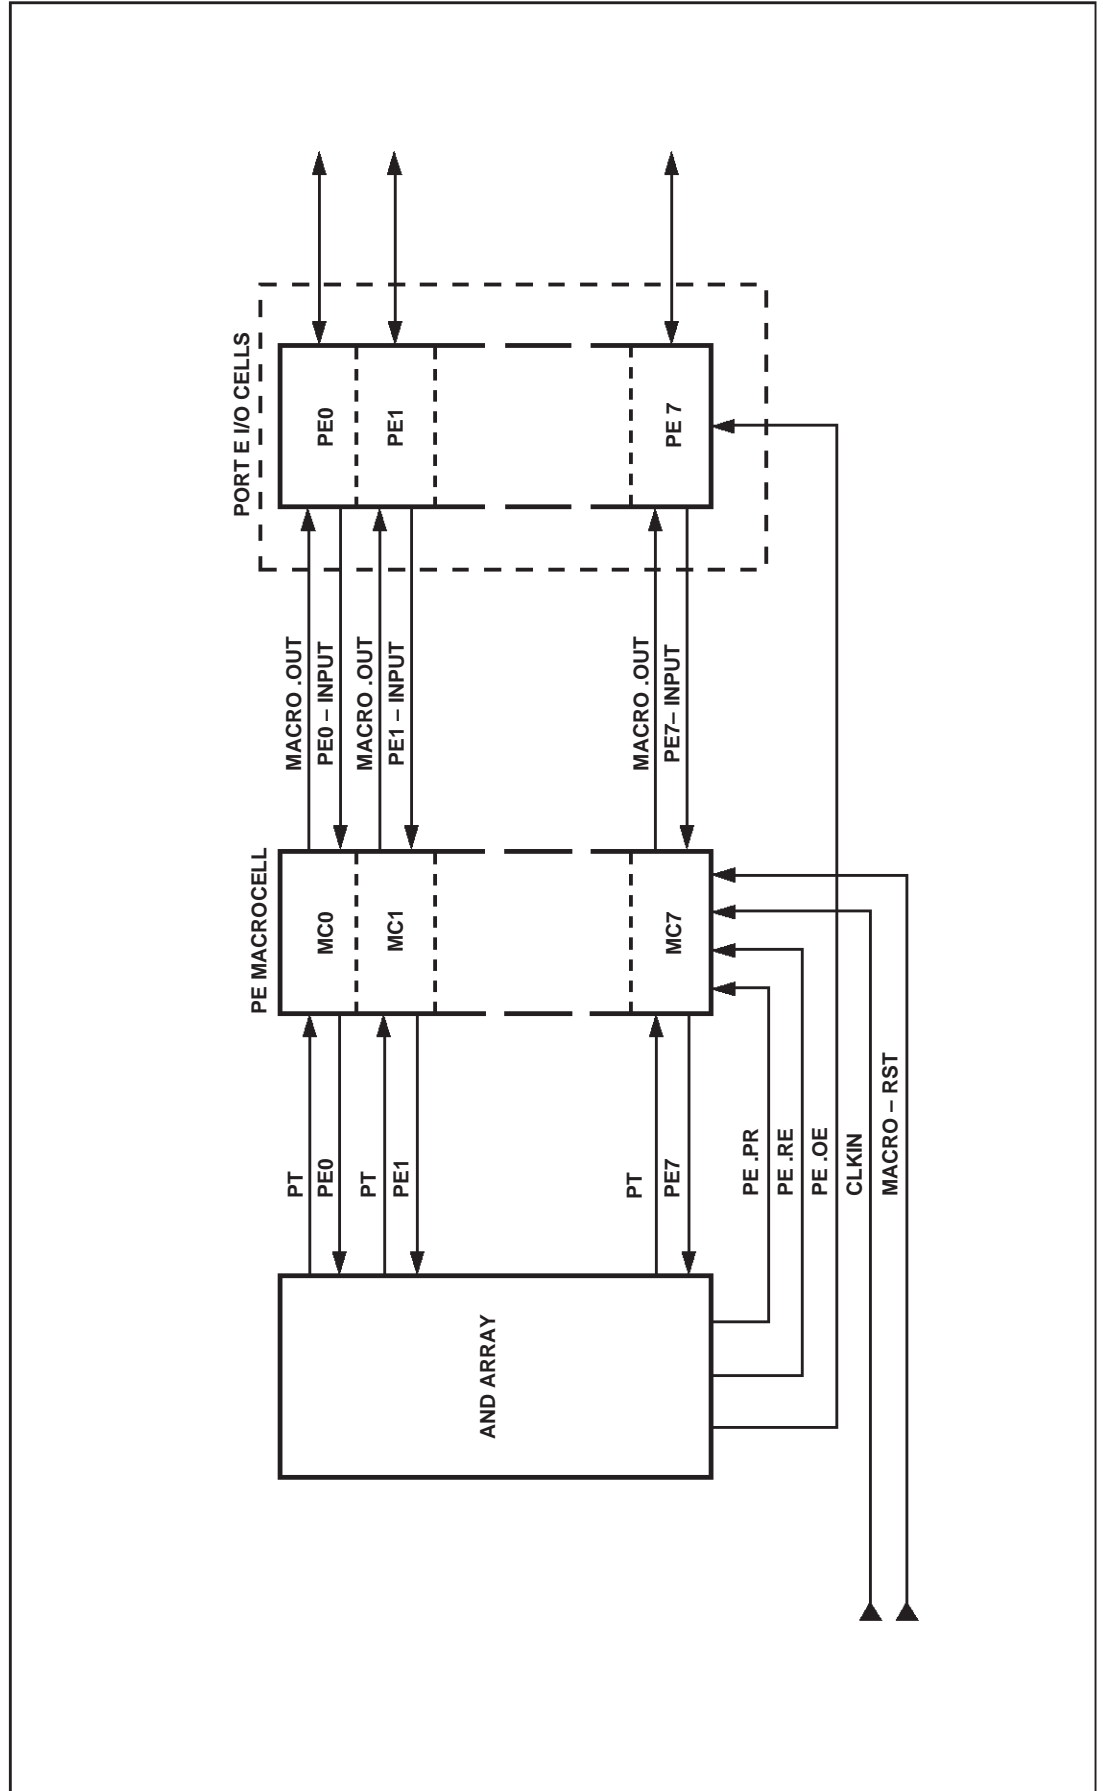 PORT E I/O CELLS
PE MACROCELL
PT
PE0
PT
PE1
PT
PE7
AND ARRAY
MC0
MC1
MC7
MACRO .OUT
PE0 – INPUT
MACRO .OUT
PE1 – INPUT
MACRO .OUT
PE7– INPUT
PE0
PE1
PE 7
PE .PR
PE .RE
PE .OE
CLKIN
MACRO – RST